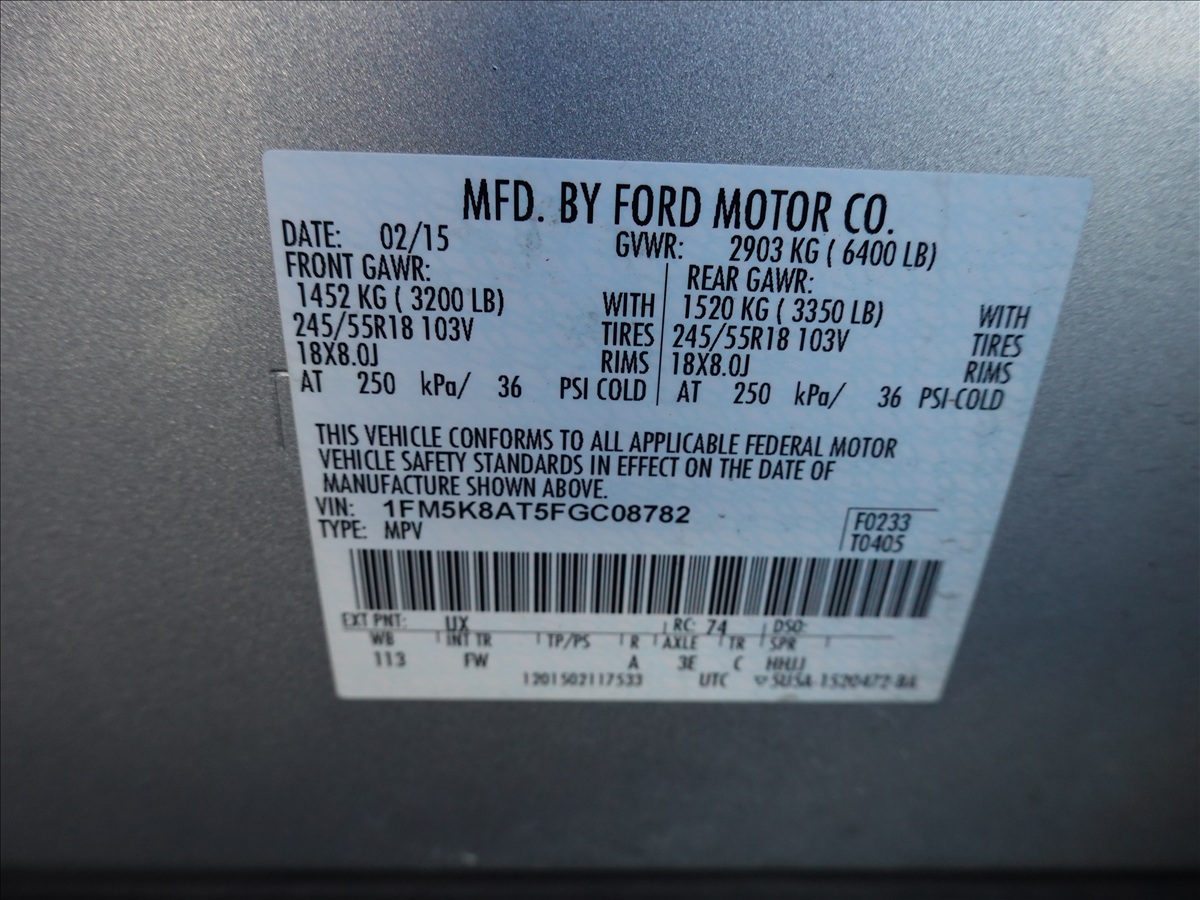 MFD. BY FORD MOTOR CO.
DATE: 02/15 GVWR: 2903 KG ( 6400 LB)
FRONT GAWR: REAR GAWR:
1452 KG ( 3200 LB) WITH 1520 KG ( 3350 LB) WITH
245/55R18 103V TIRES 245/55R18 103V TIRES
18X8.0J RIMS 18X8.0J RIMS
AT 250 kPa/ 36 PSI COLD AT 250 kPa/ 36 PSI-COLD
THIS VEHICLE CONFORMS TO ALL APPLICABLE FEDERAL MOTOR
VEHICLE SAFETY STANDARDS IN EFFECT ON THE DATE OF
MANUFACTURE SHOWN ABOVE.
VIN: 1FM5K8AT5FGC08782 F0233
TYPE: MPV T0405
EXT PNT: UX RC: 74 DSO:
WB INT TR TP/PS R AXLE TR SPR
113 FW A 3E C HHJJ
1201502117533 UTC SUSA-1520472-BA